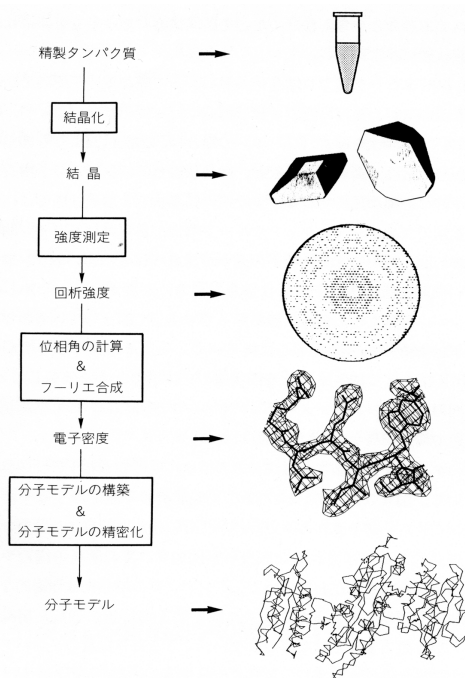 精製タンパク質
結晶化
結晶
強度測定
回析強度
位相角の計算
&
フーリエ合成
電子密度
分子モデルの構築
&
分子モデルの精密化
分子モデル